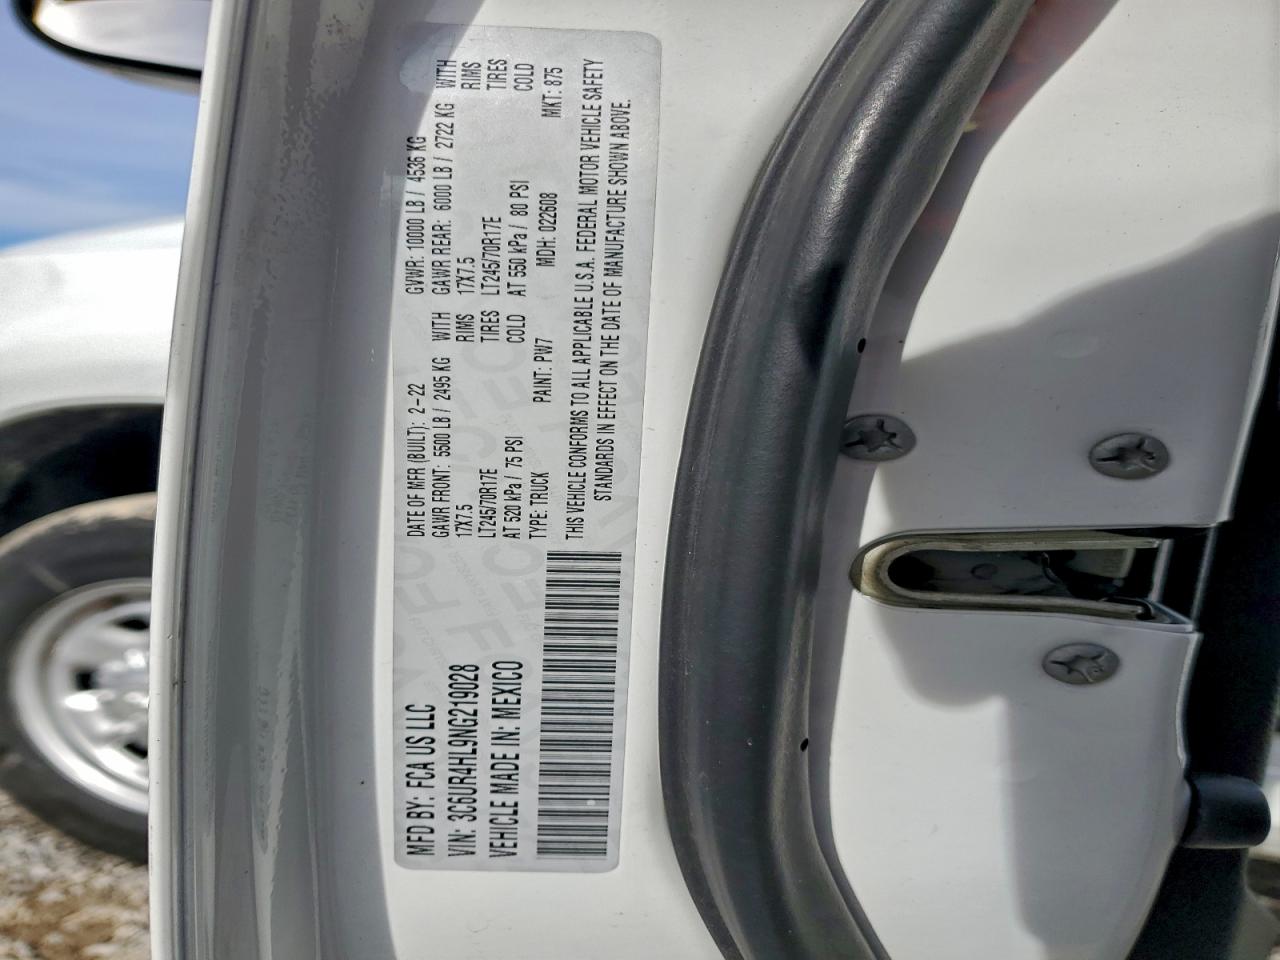 MFD BY: FCA US LLC
DATE OF MFR (BUILT): 2-22 GVWR: 10000 LB / 4536 KG
VIN: 3C6UR4HL9NG219028
GAWR FRONT: 5500 LB / 2495 KG WITH GAWR REAR: 6000 LB / 2722 KG WITH
17X7.5 RIMS 17X7.5 RIMS
VEHICLE MADE IN: MEXICO
LT245/70R17E TIRES LT245/70R17E TIRES
AT 520 kPa / 75 PSI COLD AT 550 kPa / 80 PSI COLD
TYPE: TRUCK PAINT: PW7 MDH: 022608 MKT: 875
THIS VEHICLE CONFORMS TO ALL APPLICABLE U.S.A. FEDERAL MOTOR VEHICLE SAFETY
STANDARDS IN EFFECT ON THE DATE OF MANUFACTURE SHOWN ABOVE.